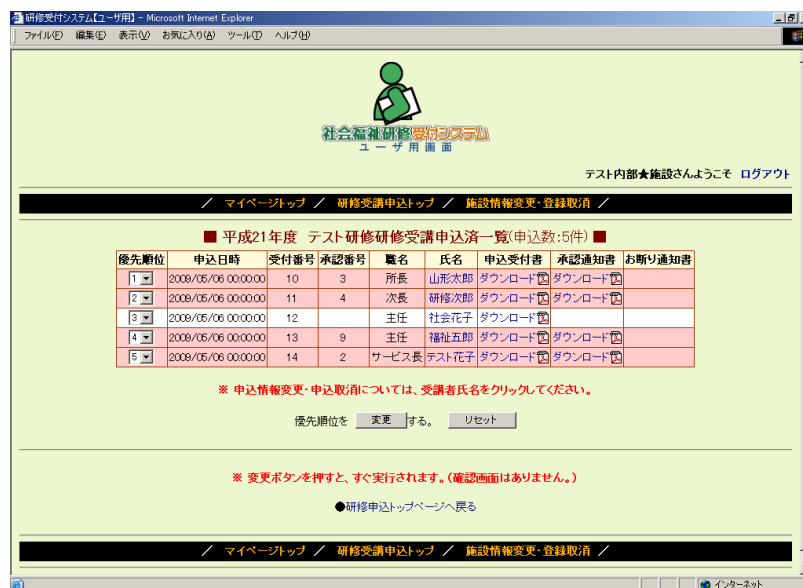 研修受付システム【ユーザ用】 - Microsoft Internet Explorer
ファイル(F) 編集(E) 表示(V) お気に入り(A) ツール(T) ヘルプ(H)
社会福祉研修受付システム
ユーザ用画面
テスト内部★施設さんようこそ ログアウト
／ マイページトップ ／ 研修受講申込トップ ／ 施設情報変更・登録取消 ／
■ 平成21年度 テスト研修研修受講申込済一覧(申込数:5件) ■
優先順位 申込日時 受付番号 承認番号 職名 氏名 申込受付書 承認通知書 お断り通知書
1 2009/05/06 00:00:00 10 3 所長 山形太郎 ダウンロード ダウンロード
2 2009/05/06 00:00:00 11 4 次長 研修次郎 ダウンロード ダウンロード
3 2009/05/06 00:00:00 12 主任 社会花子 ダウンロード
4 2009/05/06 00:00:00 13 9 主任 福祉五郎 ダウンロード ダウンロード
5 2009/05/06 00:00:00 14 2 サービス長 テスト花子 ダウンロード ダウンロード
※ 申込情報変更・申込取消については、受講者氏名をクリックしてください。
優先順位を 変更 する。 リセット
※ 変更ボタンを押すと、すぐ実行されます。(確認画面はありません。)
●研修申込トップページへ戻る
／ マイページトップ ／ 研修受講申込トップ ／ 施設情報変更・登録取消 ／
インターネット